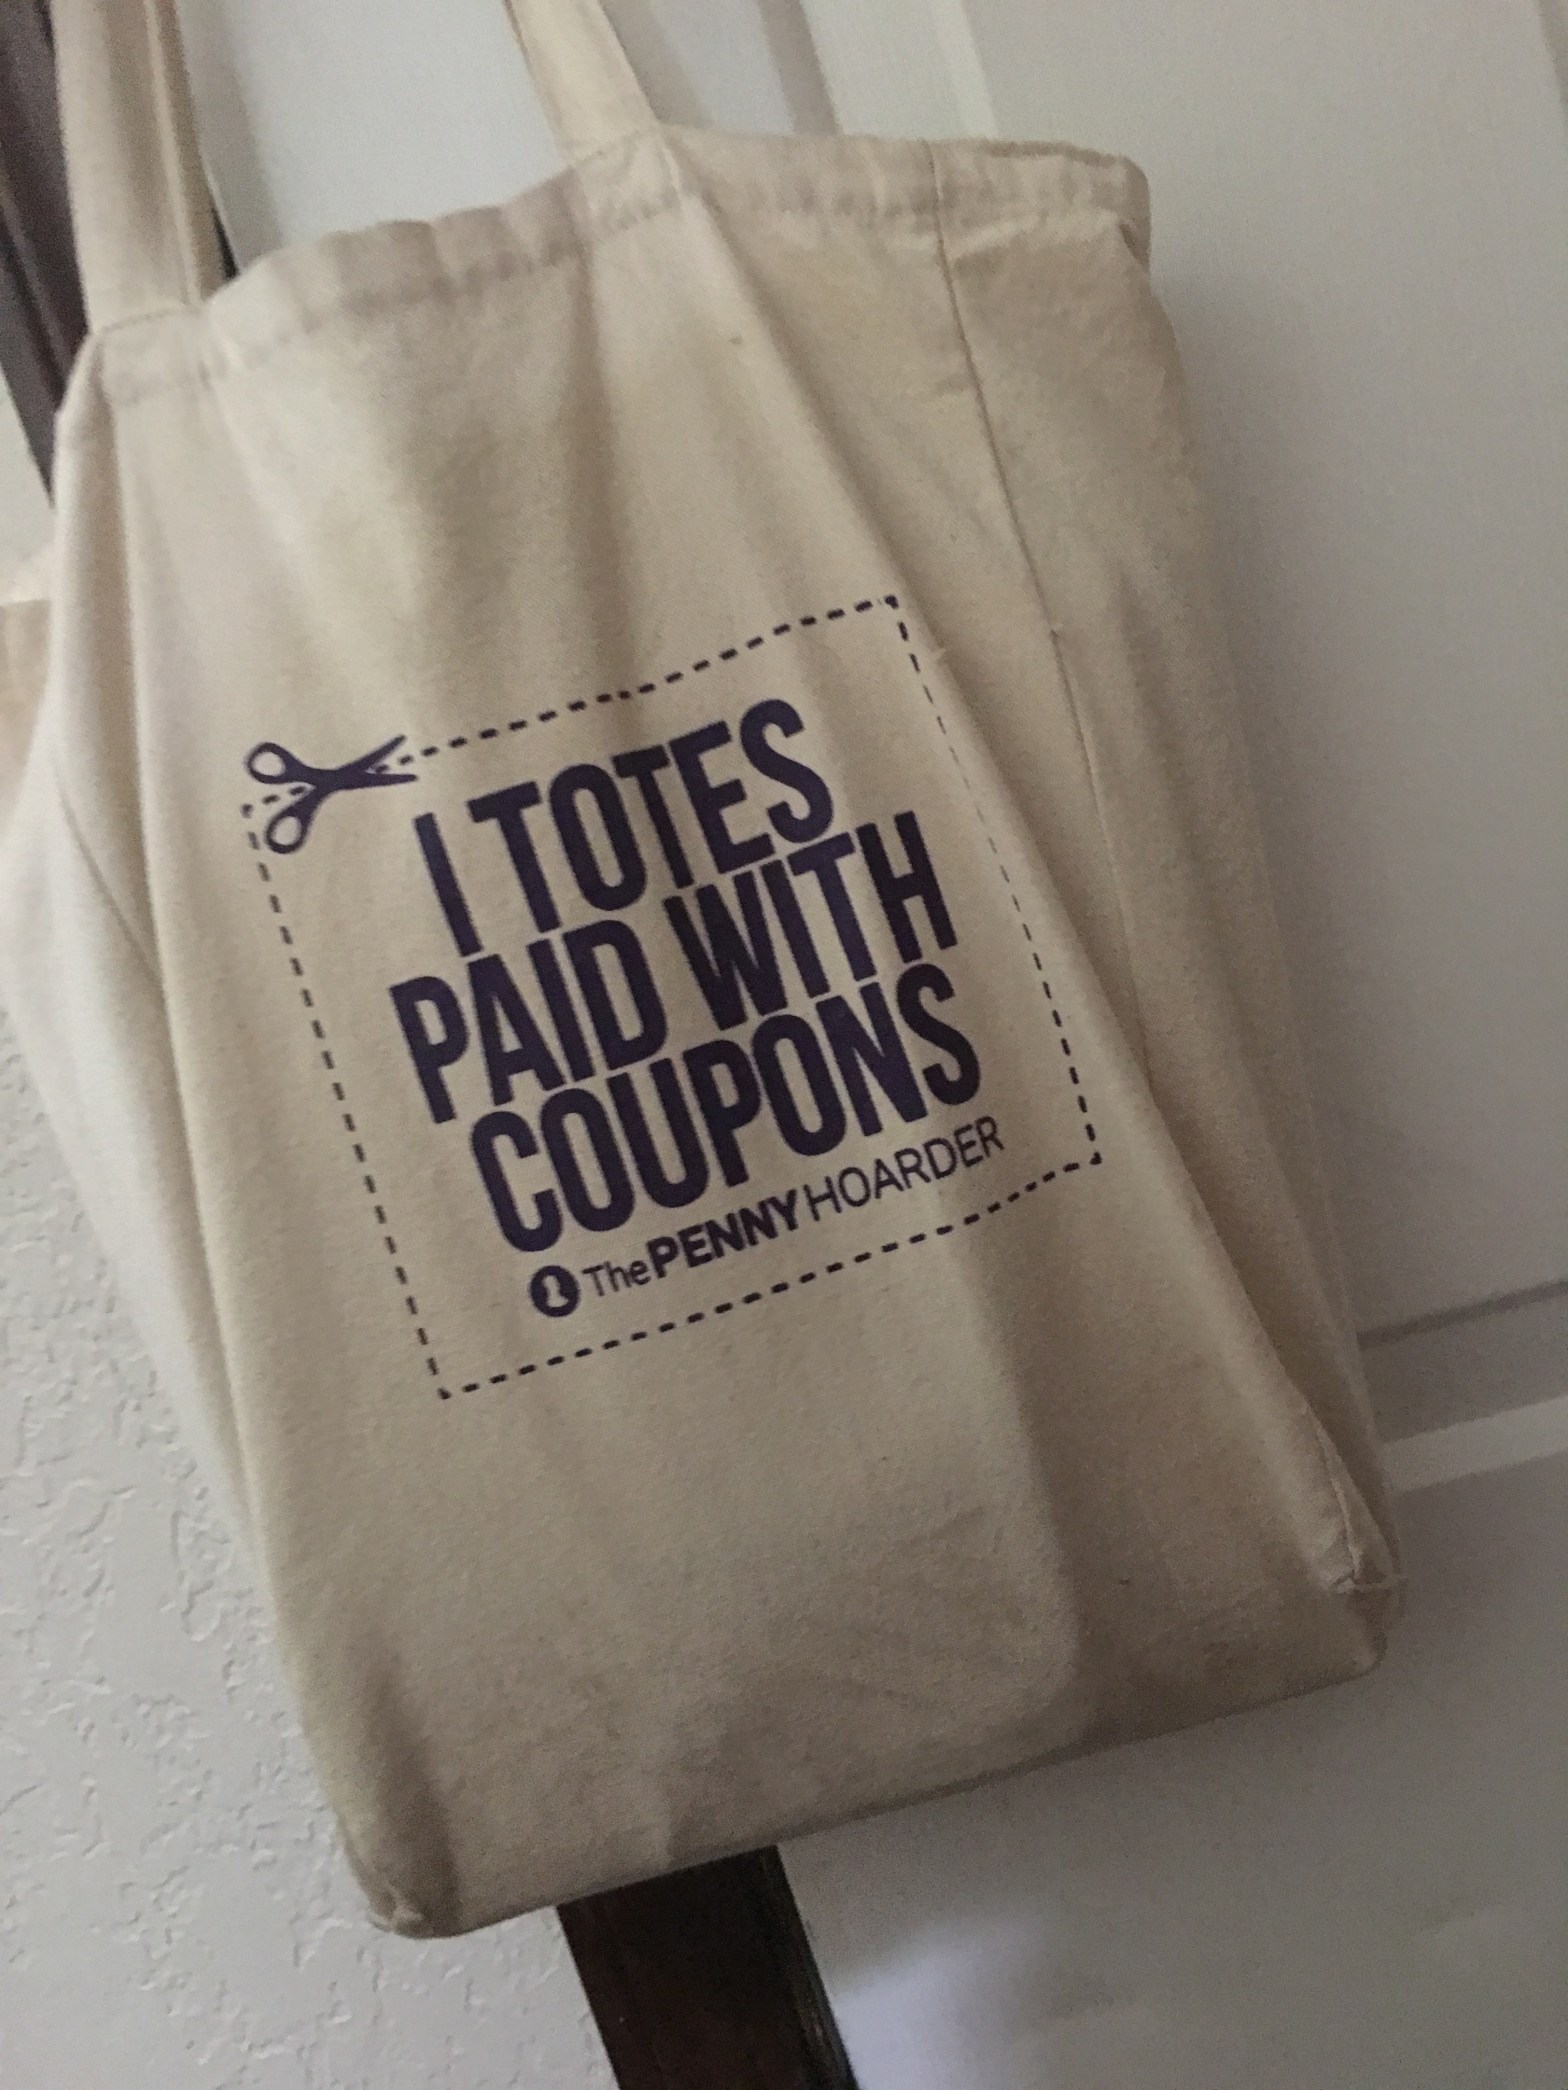 I TOTES
PAID WITH
COUPONS
The PENNY HOARDER